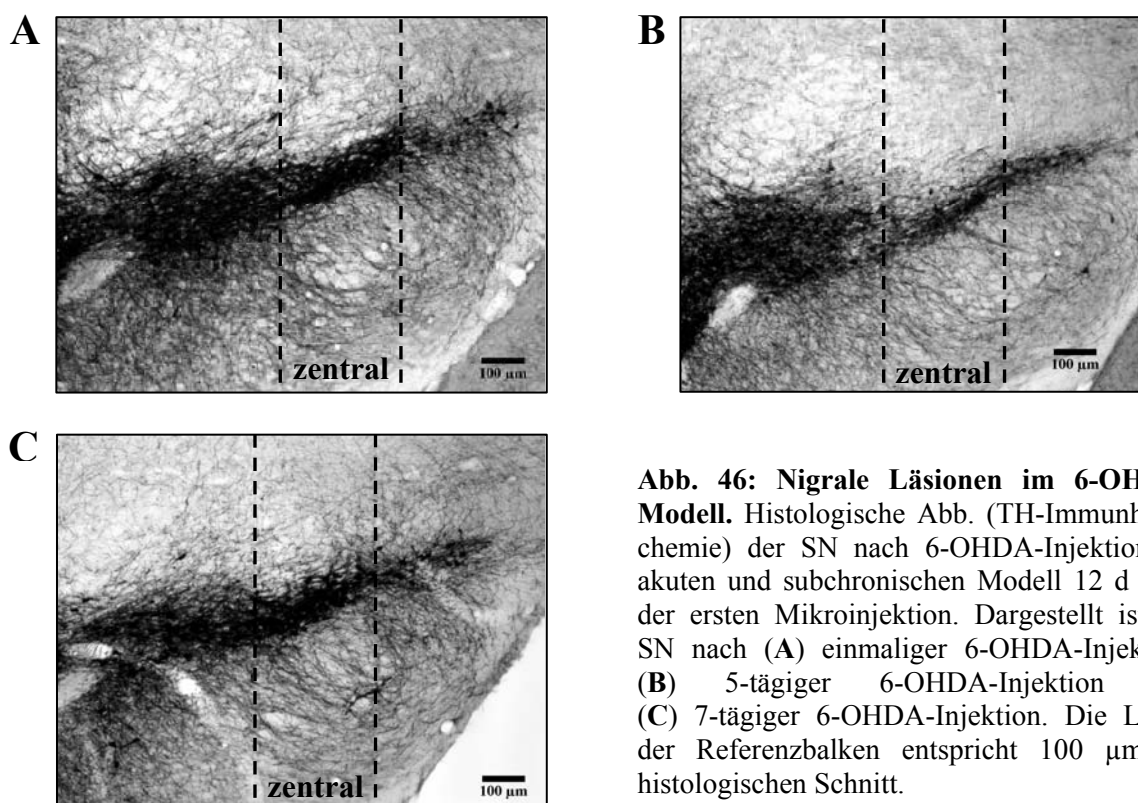 A
100 µm
zentral
B
100 µm
zentral
C
100 µm
zentral
Abb. 46: Nigrale Läsionen im 6-OH
Modell. Histologische Abb. (TH-Immunh
chemie) der SN nach 6-OHDA-Injektion
akuten und subchronischen Modell 12 d
der ersten Mikroinjektion. Dargestellt is
SN nach (A) einmaliger 6-OHDA-Injek
(B) 5-tägiger 6-OHDA-Injektion
(C) 7-tägiger 6-OHDA-Injektion. Die L
der Referenzbalken entspricht 100 µm
histologischen Schnitt.